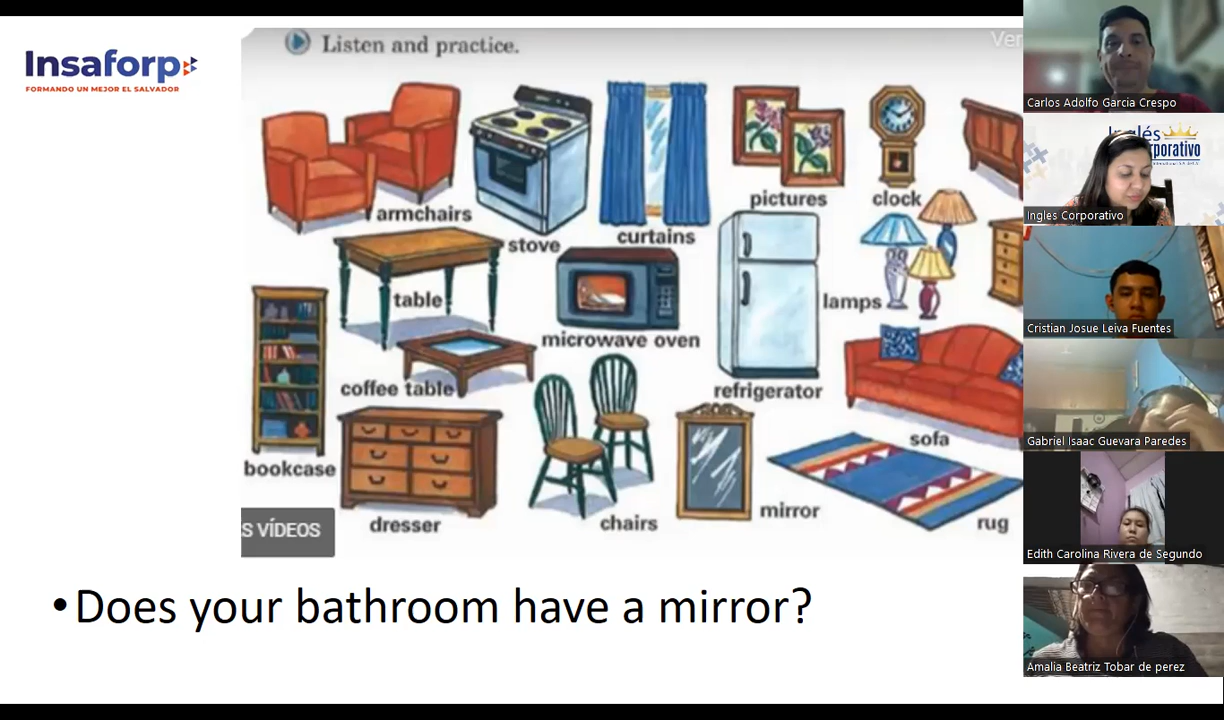 Insaforp
FORMANDO UN MEJOR EL SALVADOR
Listen and practice.
Ver
armchairs
stove
curtains
pictures
clock
table
microwave oven
refrigerator
lamps
coffee table
sofa
bookcase
dresser
chairs
mirror
rug
S VÍDEOS
• Does your bathroom have a mirror?
Carlos Adolfo Garcia Crespo
Inglés
Corporativo
Ingles Corporativo
Cristian Josue Leiva Fuentes
Gabriel Isaac Guevara Paredes
Edith Carolina Rivera de Segundo
Amalia Beatriz Tobar de perez